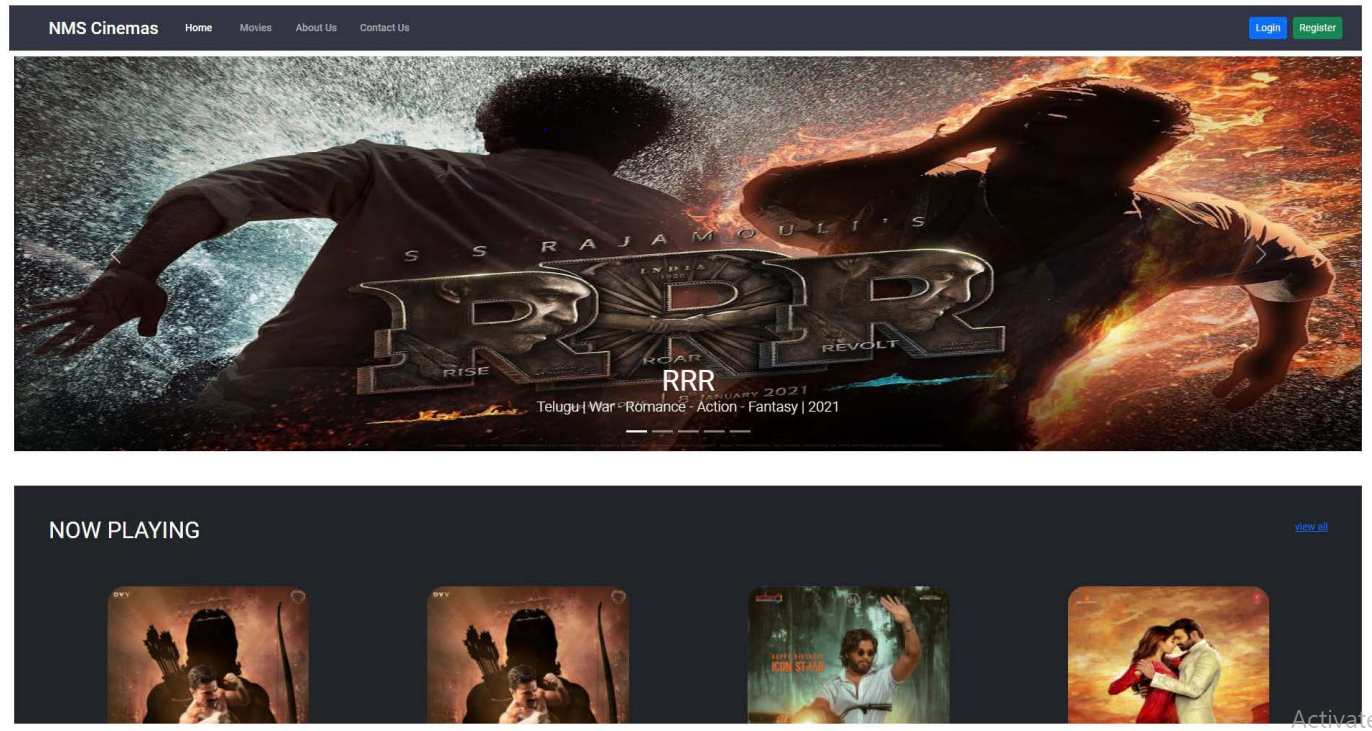 NMS Cinemas Home Movies About Us Contact Us Login Register
S S RAJAMOULI'S
INDIA
1920
RISE ROAR REVOLT
RRR
8 JANUARY 2021
Telugu | War - Romance - Action - Fantasy | 2021
NOW PLAYING view all
DVV DVV
HAPPY BIRTHDAY
ICON STAAR
Activate